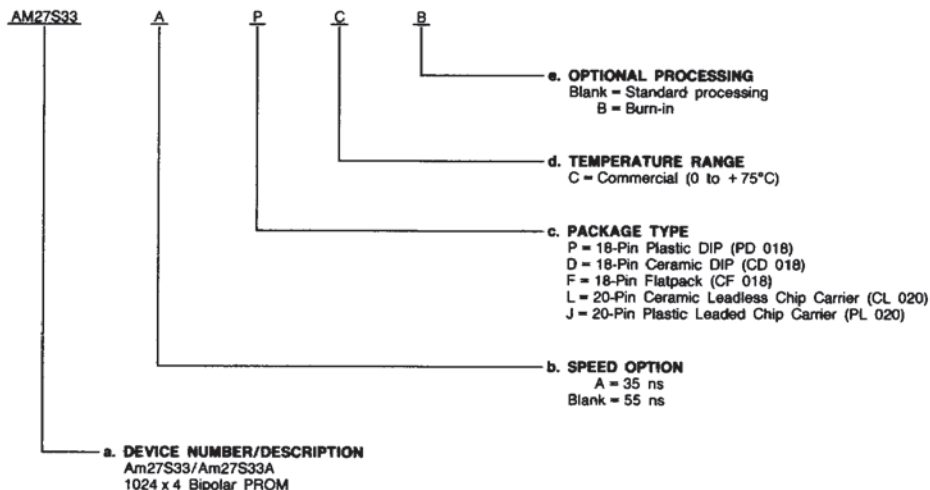 AM27S33 A P C B
e. OPTIONAL PROCESSING
Blank = Standard processing
B = Burn-in
d. TEMPERATURE RANGE
C = Commercial (0 to +75°C)
c. PACKAGE TYPE
P = 18-Pin Plastic DIP (PD 018)
D = 18-Pin Ceramic DIP (CD 018)
F = 18-Pin Flatpack (CF 018)
L = 20-Pin Ceramic Leadless Chip Carrier (CL 020)
J = 20-Pin Plastic Leaded Chip Carrier (PL 020)
b. SPEED OPTION
A = 35 ns
Blank = 55 ns
a. DEVICE NUMBER/DESCRIPTION
Am27S33/Am27S33A
1024 x 4 Bipolar PROM